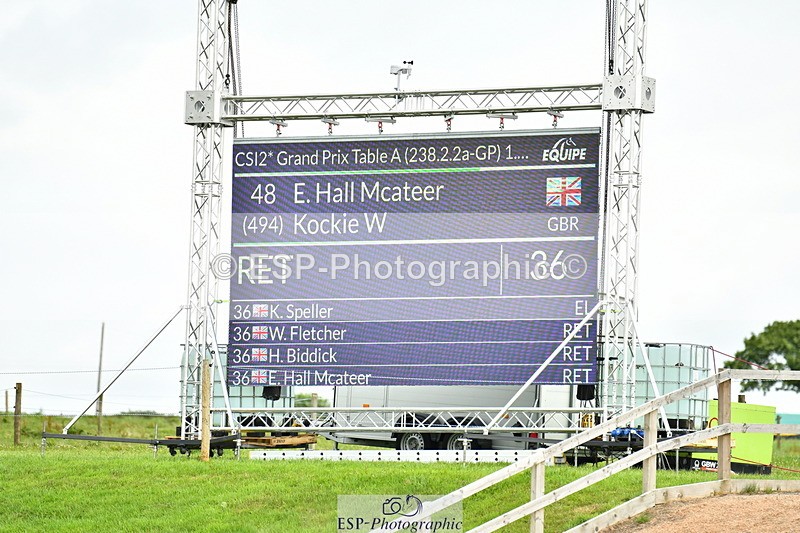 CSI2* Grand Prix Table A (238.2.2a-GP) 1.... EQUIPE
48 E. Hall Mcateer
(494) Kockie W GBR
RET 36
© ESP-Photographic ©
36 K. Speller EL
36 W. Fletcher RET
36 H. Biddick RET
36 E. Hall Mcateer RET
GBW
ESP-Photographic